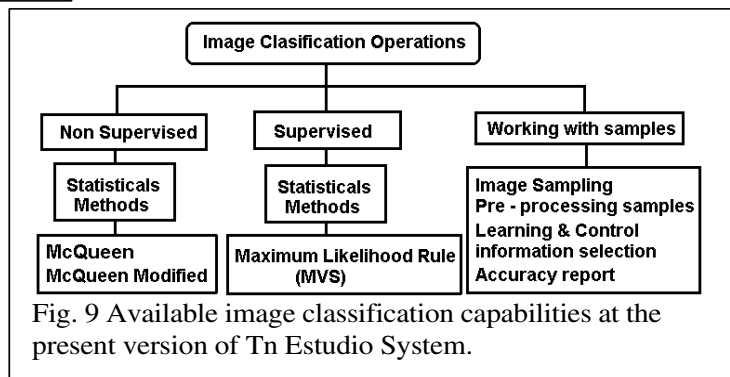 Image Clasification Operations
Non Supervised
Supervised
Working with samples
Statisticals
Methods
Statisticals
Methods
Image Sampling
Pre - processing samples
Learning & Control
information selection
Accuracy report
McQueen
McQueen Modified
Maximum Likelihood Rule
(MVS)
Fig. 9 Available image classification capabilities at the
present version of Tn Estudio System.